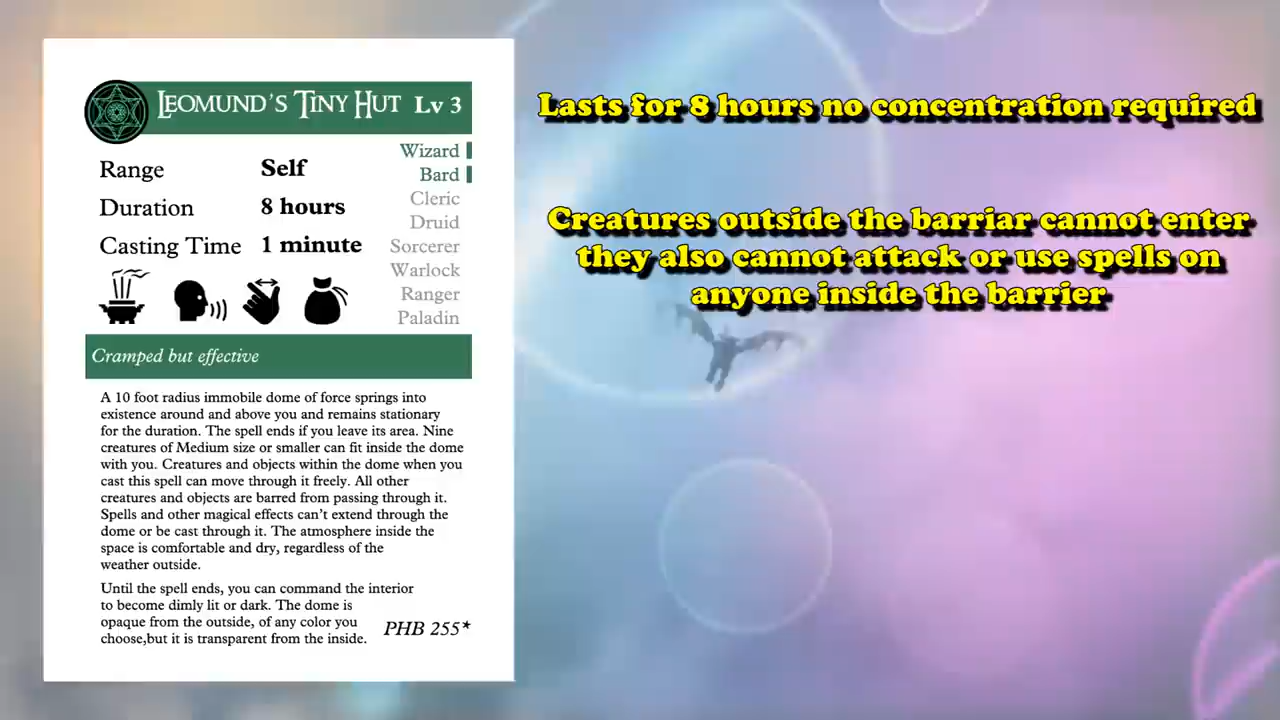 LEOMUND'S TINY HUT Lv 3
Range Self
Duration 8 hours
Casting Time 1 minute
Wizard
Bard
Cleric
Druid
Sorcerer
Warlock
Ranger
Paladin
Cramped but effective
A 10 foot radius immobile dome of force springs into
existence around and above you and remains stationary
for the duration. The spell ends if you leave its area. Nine
creatures of Medium size or smaller can fit inside the dome
with you. Creatures and objects within the dome when you
cast this spell can move through it freely. All other
creatures and objects are barred from passing through it.
Spells and other magical effects can't extend through the
dome or be cast through it. The atmosphere inside the
space is comfortable and dry, regardless of the
weather outside.
Until the spell ends, you can command the interior
to become dimly lit or dark. The dome is
opaque from the outside, of any color you
choose,but it is transparent from the inside.
PHB 255*
Lasts for 8 hours no concentration required
Creatures outside the barriar cannot enter
they also cannot attack or use spells on
anyone inside the barrier